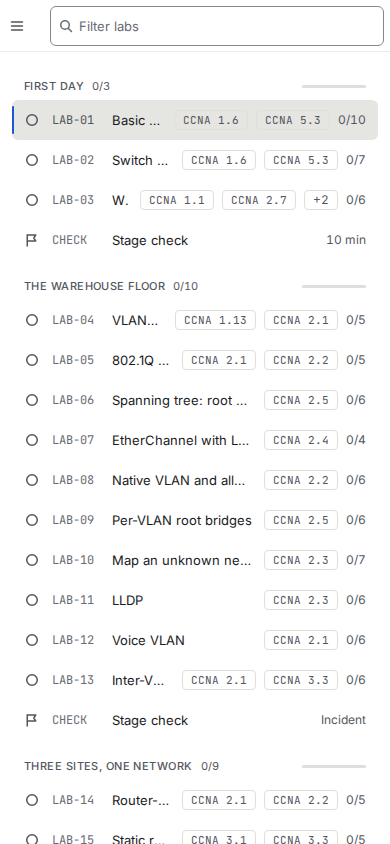 Filter labs
FIRST DAY 0/3
LAB-01 Basic ... CCNA 1.6 CCNA 5.3 0/10
LAB-02 Switch ... CCNA 1.6 CCNA 5.3 0/7
LAB-03 W. CCNA 1.1 CCNA 2.7 +2 0/6
CHECK Stage check 10 min
THE WAREHOUSE FLOOR 0/10
LAB-04 VLAN... CCNA 1.13 CCNA 2.1 0/5
LAB-05 802.1Q ... CCNA 2.1 CCNA 2.2 0/5
LAB-06 Spanning tree: root ... CCNA 2.5 0/6
LAB-07 EtherChannel with L... CCNA 2.4 0/4
LAB-08 Native VLAN and all... CCNA 2.2 0/6
LAB-09 Per-VLAN root bridges CCNA 2.5 0/6
LAB-10 Map an unknown ne... CCNA 2.3 0/7
LAB-11 LLDP CCNA 2.3 0/6
LAB-12 Voice VLAN CCNA 2.1 0/6
LAB-13 Inter-V... CCNA 2.1 CCNA 3.3 0/6
CHECK Stage check Incident
THREE SITES, ONE NETWORK 0/9
LAB-14 Router-... CCNA 2.1 CCNA 2.2 0/5
LAB-15 Static r... CCNA 3.1 CCNA 3.3 0/5